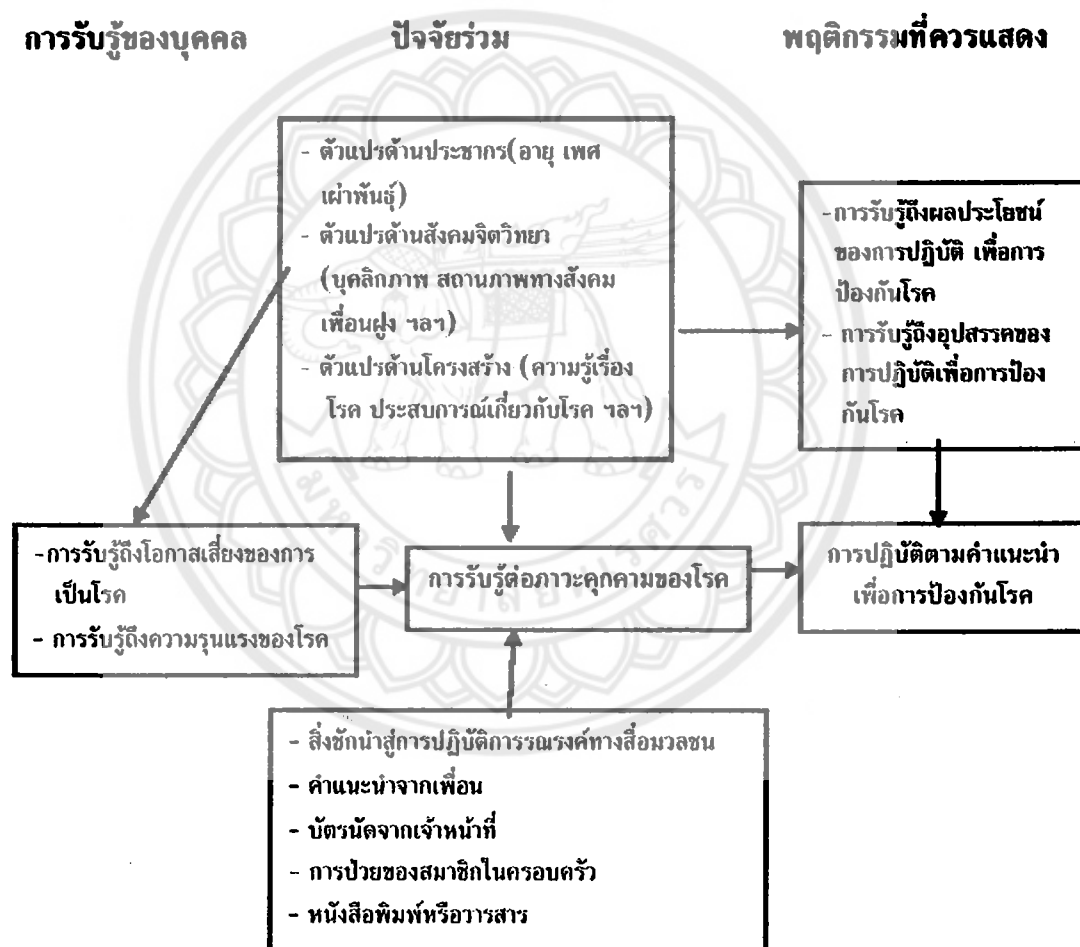 การรับรู้ของบุคคล
ปัจจัยร่วม
พฤติกรรมที่ควรแสดง
- ตัวแปรด้านประชากร(อายุ เพศ
เผ่าพันธุ์)
- ตัวแปรด้านสังคมจิตวิทยา
(บุคลิกภาพ สถานภาพทางสังคม
เพื่อนฝูง ฯลฯ)
- ตัวแปรด้านโครงสร้าง (ความรู้เรื่อง
โรค ประสบการณ์เกี่ยวกับโรค ฯลฯ)
-การรับรู้ถึงผลประโยชน์
ของการปฏิบัติ เพื่อการ
ป้องกันโรค
- การรับรู้ถึงอุปสรรคของ
การปฏิบัติเพื่อการป้อง
กันโรค
-การรับรู้ถึงโอกาสเสี่ยงของการ
เป็นโรค
- การรับรู้ถึงความรุนแรงของโรค
การรับรู้ต่อภาวะคุกคามของโรค
การปฏิบัติตามคำแนะนำ
เพื่อการป้องกันโรค
- สิ่งชักนำสู่การปฏิบัติการรณรงค์ทางสื่อมวลชน
- คำแนะนำจากเพื่อน
- บัตรนัดจากเจ้าหน้าที่
- การป่วยของสมาชิกในครอบครัว
- หนังสือพิมพ์หรือวารสาร
มหาวิทยาลัยนเรศวร